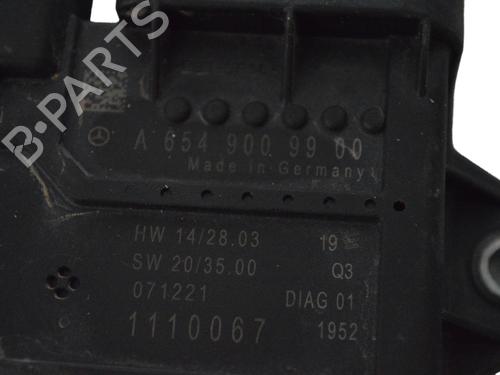 A 654 900 99 00
Made in Germany
HW 14/28.03 19
SW 20/35.00 Q3
071221 DIAG 01
1110067 1952
B-PARTS